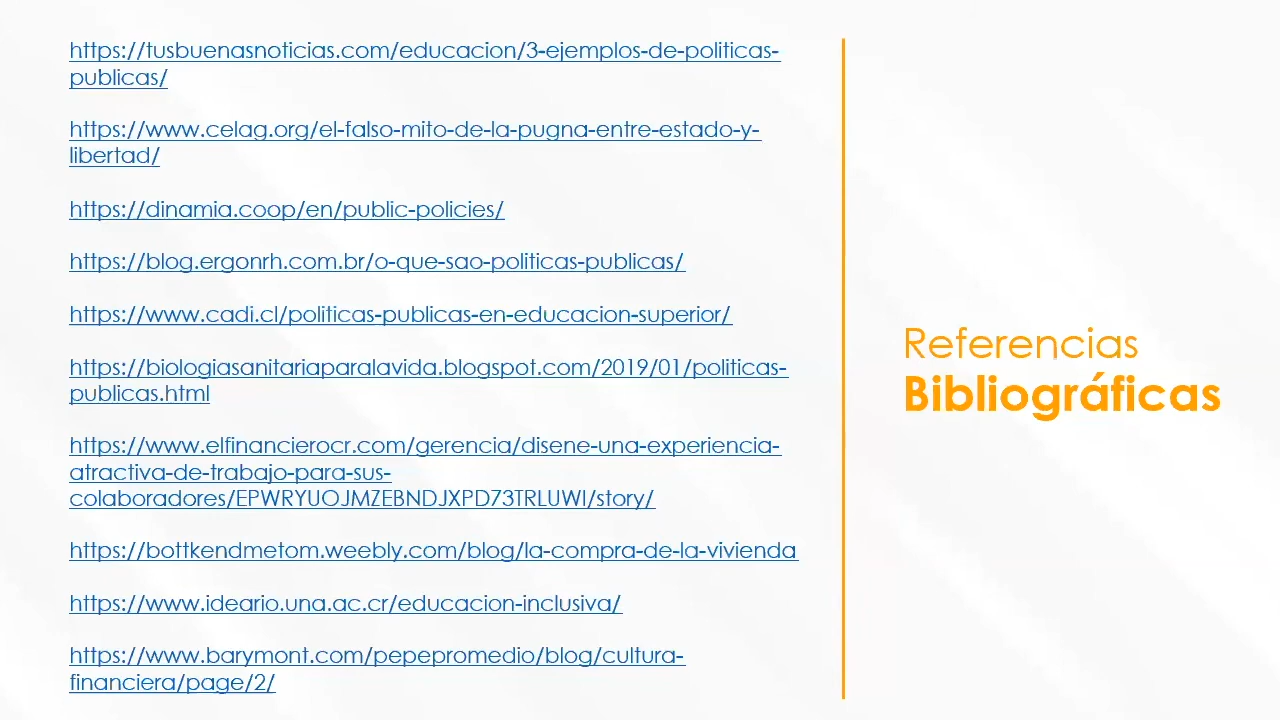 https://tusbuenasnoticias.com/educacion/3-ejemplos-de-politicas-
publicas/
https://www.celag.org/el-falso-mito-de-la-pugna-entre-estado-y-
libertad/
https://dinamia.coop/en/public-policies/
https://blog.ergonrh.com.br/o-que-sao-politicas-publicas/
https://www.cadi.cl/politicas-publicas-en-educacion-superior/
https://biologiasanitariaparalavida.blogspot.com/2019/01/politicas-
publicas.html
https://www.elfinancierocr.com/gerencia/disene-una-experiencia-
atractiva-de-trabajo-para-sus-
colaboradores/EPWRYUOJMZEBNDJXPD73TRLUWI/story/
https://bottkendmetom.weebly.com/blog/la-compra-de-la-vivienda
https://www.ideario.una.ac.cr/educacion-inclusiva/
https://www.barymont.com/pepepromedio/blog/cultura-
financiera/page/2/
Referencias
Bibliográficas